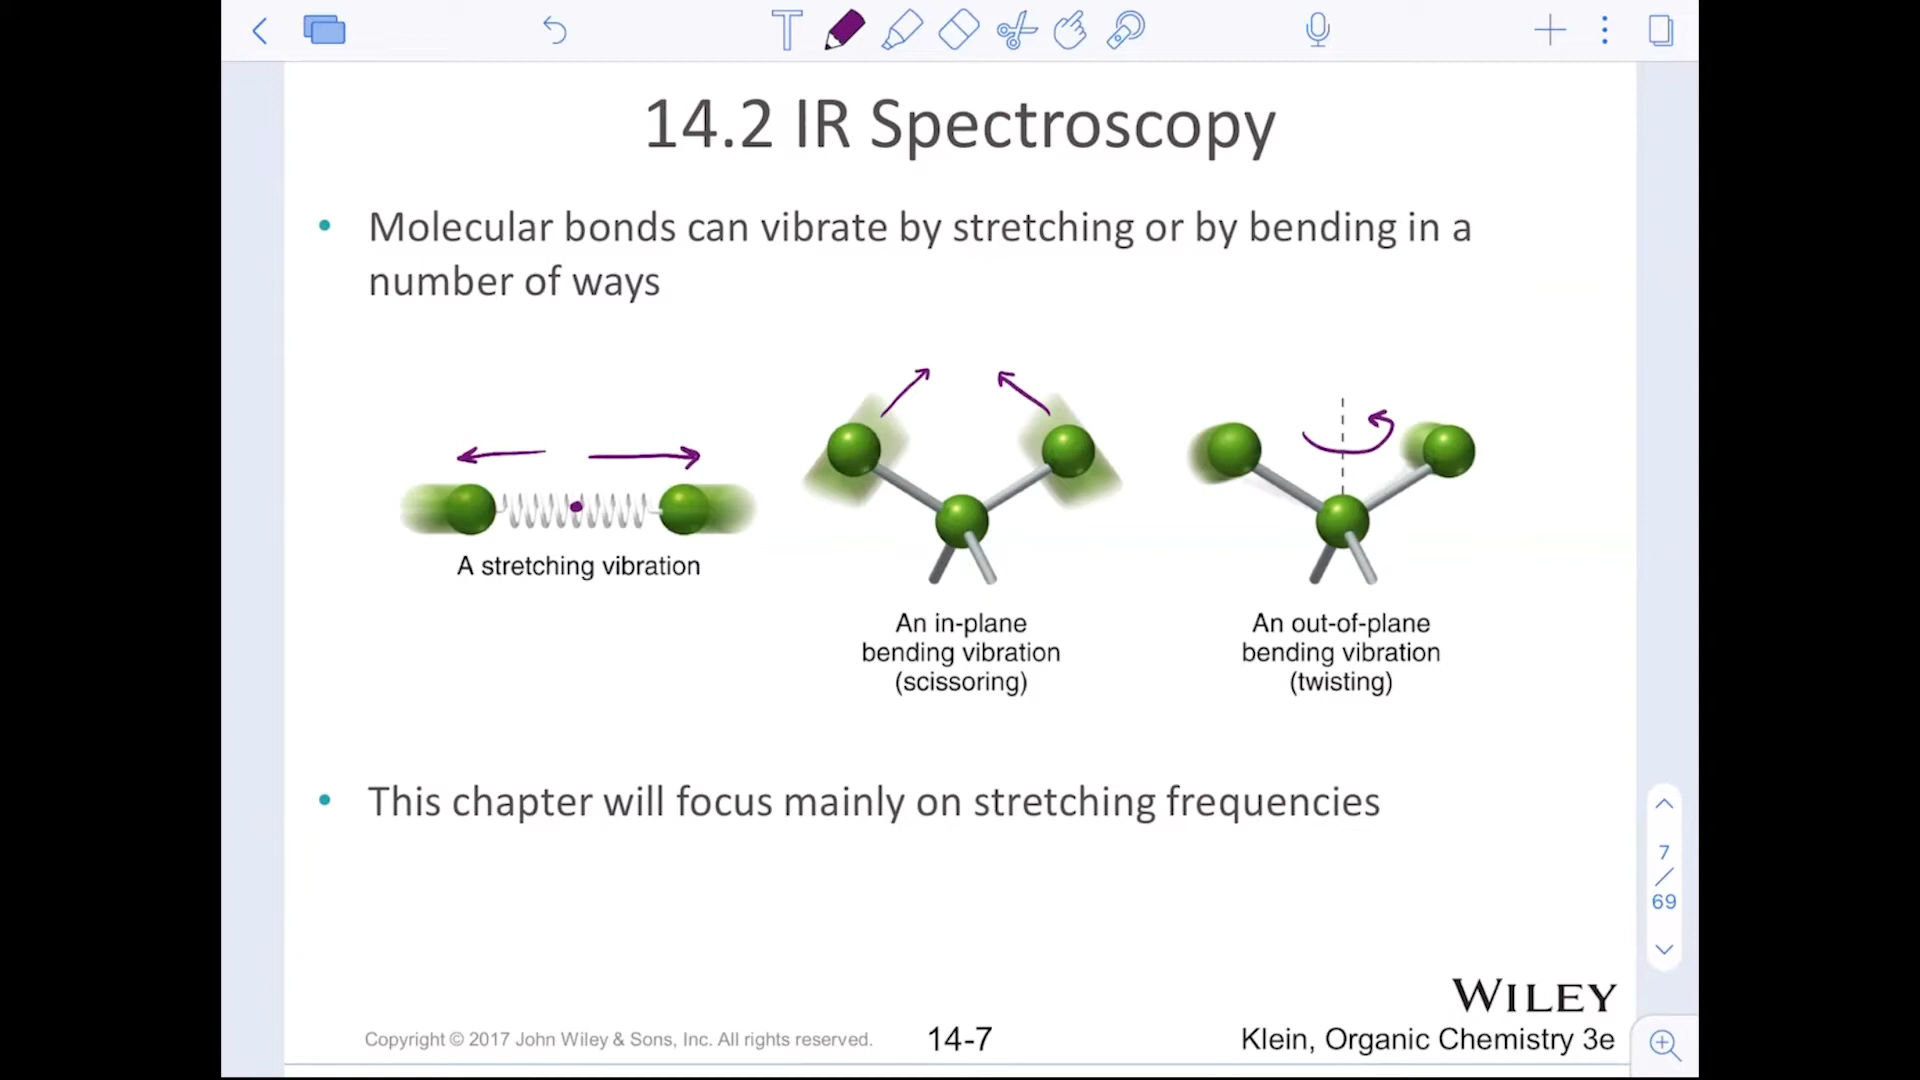 14.2 IR Spectroscopy
• Molecular bonds can vibrate by stretching or by bending in a
number of ways
A stretching vibration
An in-plane
bending vibration
(scissoring)
An out-of-plane
bending vibration
(twisting)
• This chapter will focus mainly on stretching frequencies
7
/
69
WILEY
Copyright © 2017 John Wiley & Sons, Inc. All rights reserved.
14-7
Klein, Organic Chemistry 3e